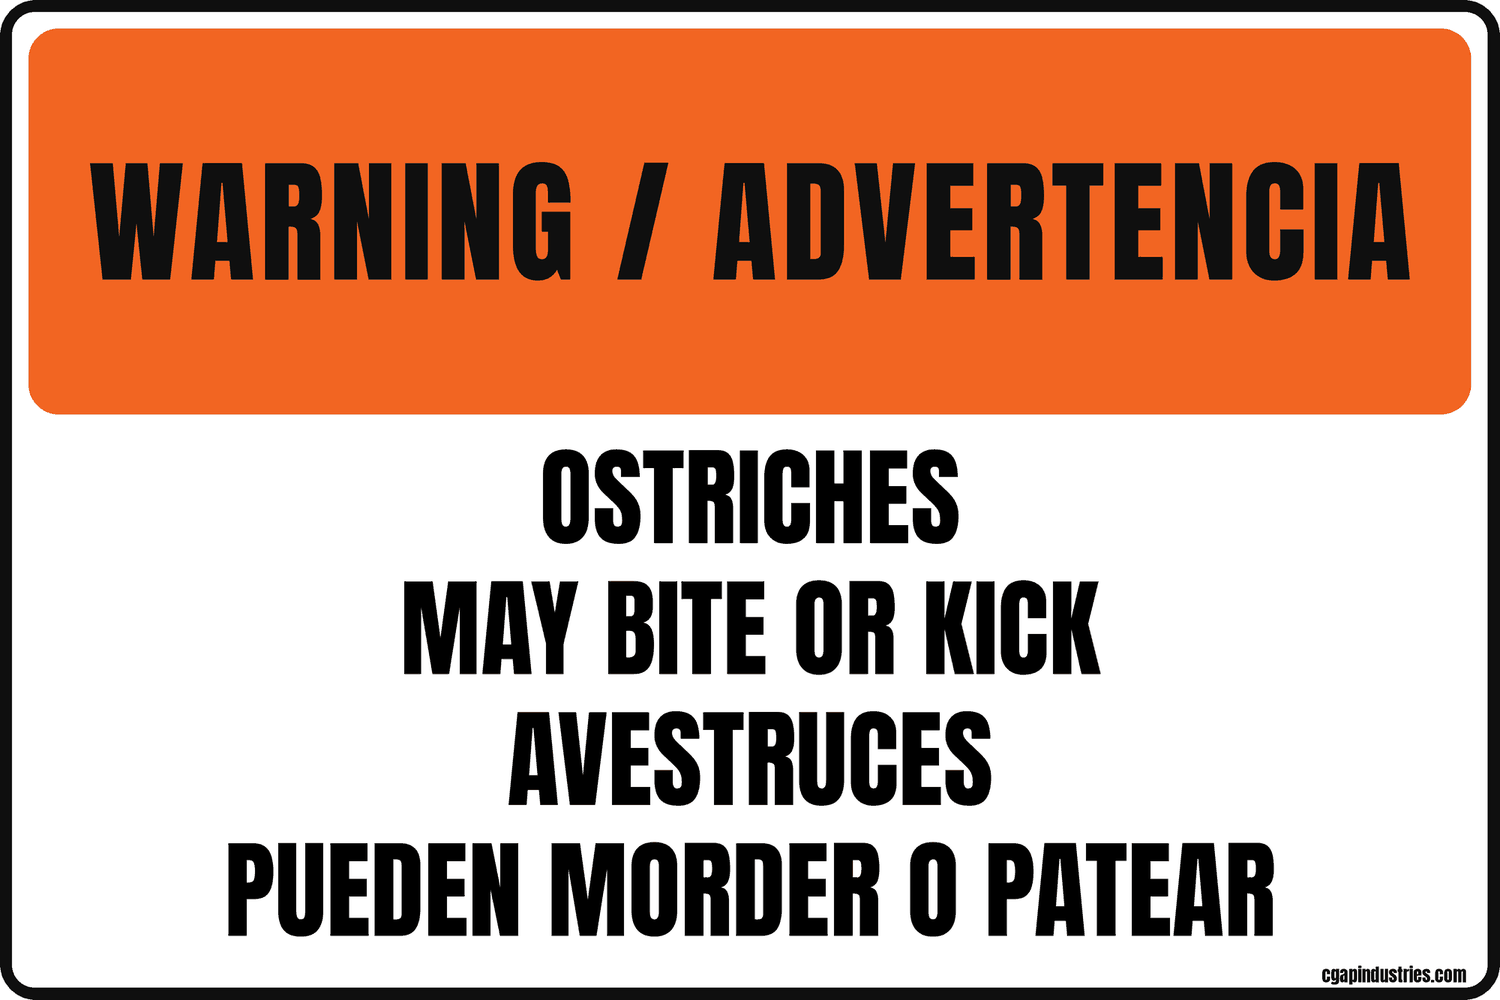 WARNING / ADVERTENCIA
OSTRICHES
MAY BITE OR KICK
AVESTRUCES
PUEDEN MORDER O PATEAR
cgapindustries.com